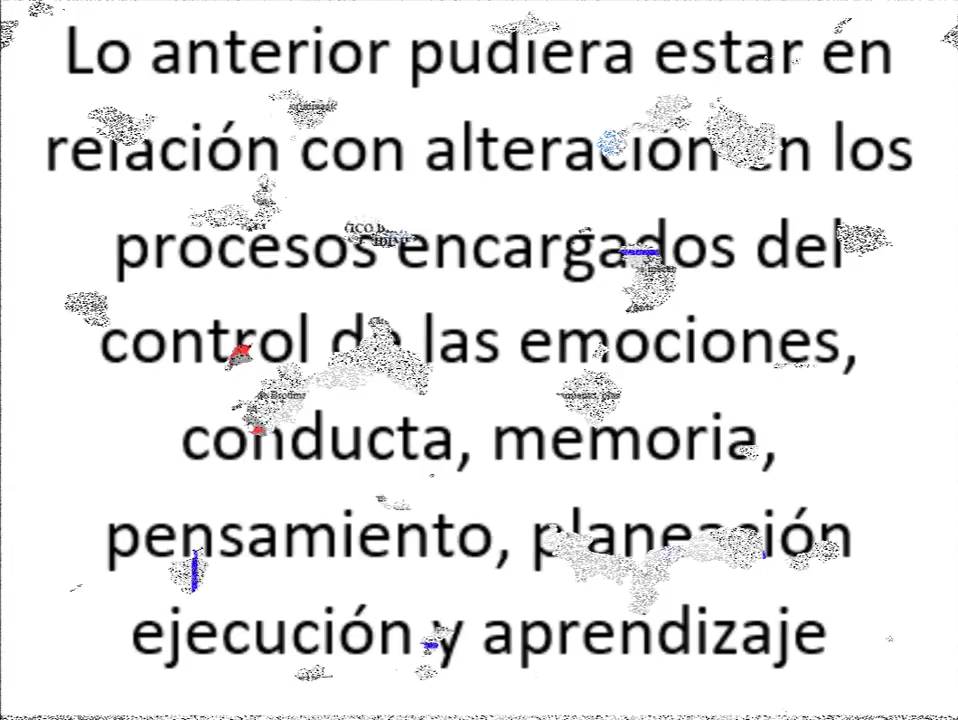 Lo anterior pudiera estar en
relación con alteración en los
procesos encargados del
control de las emociones,
conducta, memoria,
pensamiento, planeación
ejecución y aprendizaje